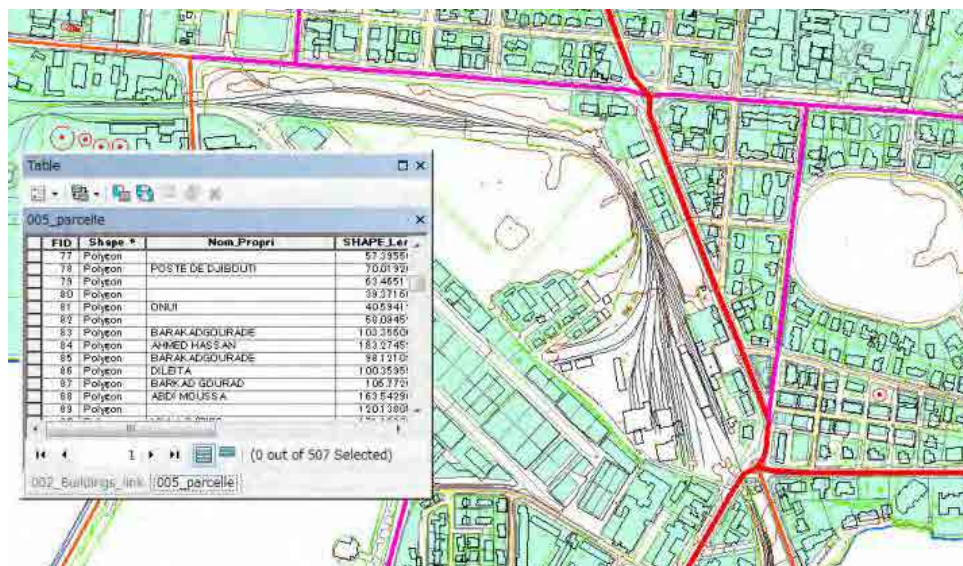 Table
005_parcelle
FID Shape * Nom_Propri SHAPE_Ler
77 Polygon
78 Polygon POSTE DE DJIBOUTI
79 Polygon
80 Polygon
81 Polygon ONUI
82 Polygon
83 Polygon BARAKADGOURADE
84 Polygon AHMED HASSAN
85 Polygon BARAKADGOURADE
86 Polygon DILEITA
87 Polygon BARKAD GOURAD
88 Polygon ABDI MOUSSA
89 Polygon
1 (0 out of 507 Selected)
002_Buildings_link 005_parcelle